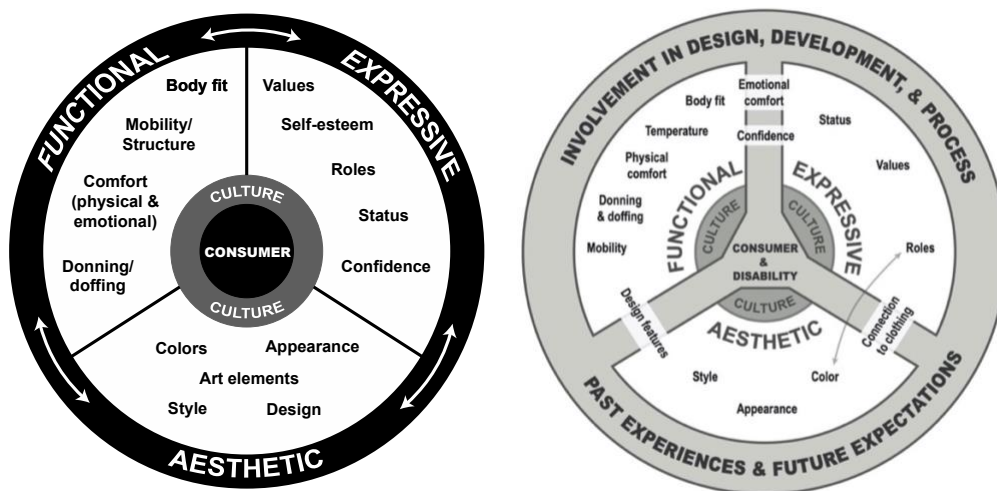 FUNCTIONAL
EXPRESSIVE
AESTHETIC
Body fit
Mobility/
Structure
Comfort
(physical &
emotional)
Donning/
doffing
Values
Self-esteem
Roles
Status
Confidence
CULTURE
CONSUMER
CULTURE
Colors
Appearance
Art elements
Style
Design
INVOLVEMENT IN DESIGN, DEVELOPMENT, & PROCESS
PAST EXPERIENCES & FUTURE EXPECTATIONS
Emotional
comfort
Confidence
Body fit
Temperature
Physical
comfort
Donning
& doffing
Mobility
Status
Values
Roles
FUNCTIONAL
EXPRESSIVE
AESTHETIC
CULTURE
CULTURE
CULTURE
CONSUMER
&
DISABILITY
Design features
Connection
to clothing
Style
Color
Appearance